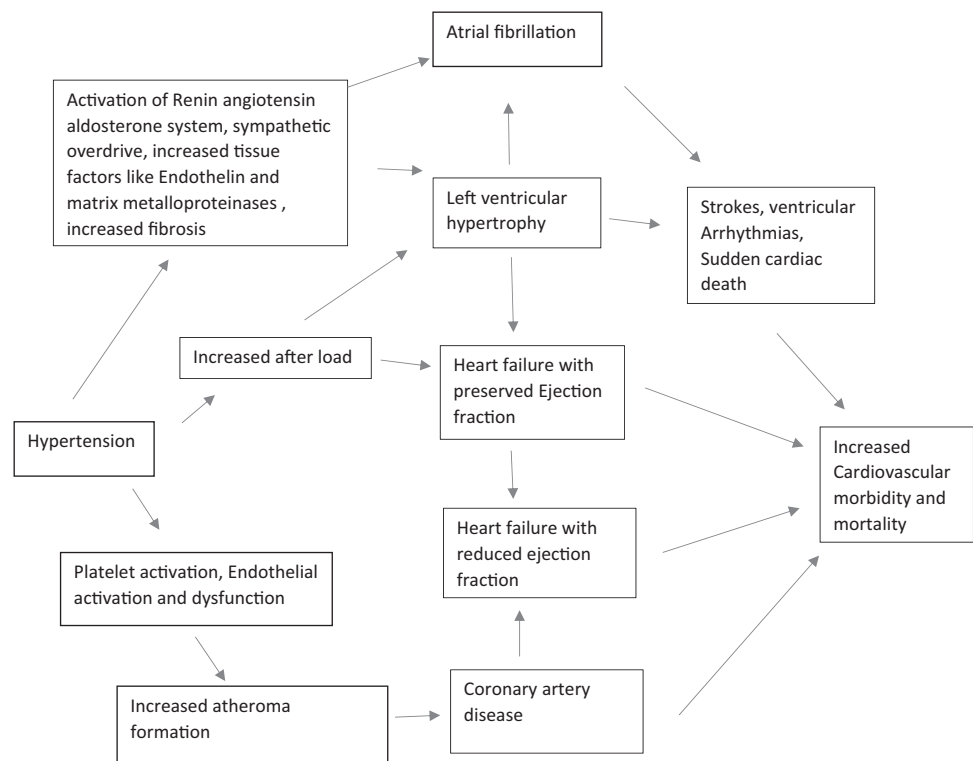 Atrial fibrillation
Activation of Renin angiotensin
aldosterone system, sympathetic
overdrive, increased tissue
factors like Endothelin and
matrix metalloproteinases ,
increased fibrosis
Left ventricular
hypertrophy
Strokes, ventricular
Arrhythmias,
Sudden cardiac
death
Increased after load
Heart failure with
preserved Ejection
fraction
Hypertension
Increased
Cardiovascular
morbidity and
mortality
Heart failure with
reduced ejection
fraction
Platelet activation, Endothelial
activation and dysfunction
Increased atheroma
formation
Coronary artery
disease